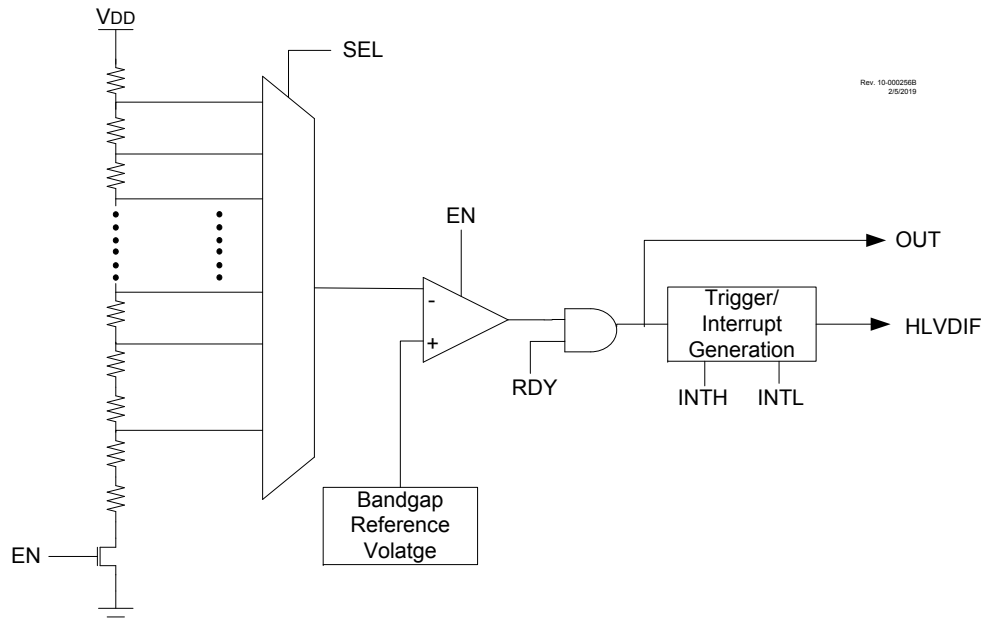 VDD
SEL
Rev. 10-000256B
2/5/2019
EN
OUT
-
+
Trigger/
Interrupt
Generation
HLVDIF
RDY
INTH
INTL
Bandgap
Reference
Volatge
EN